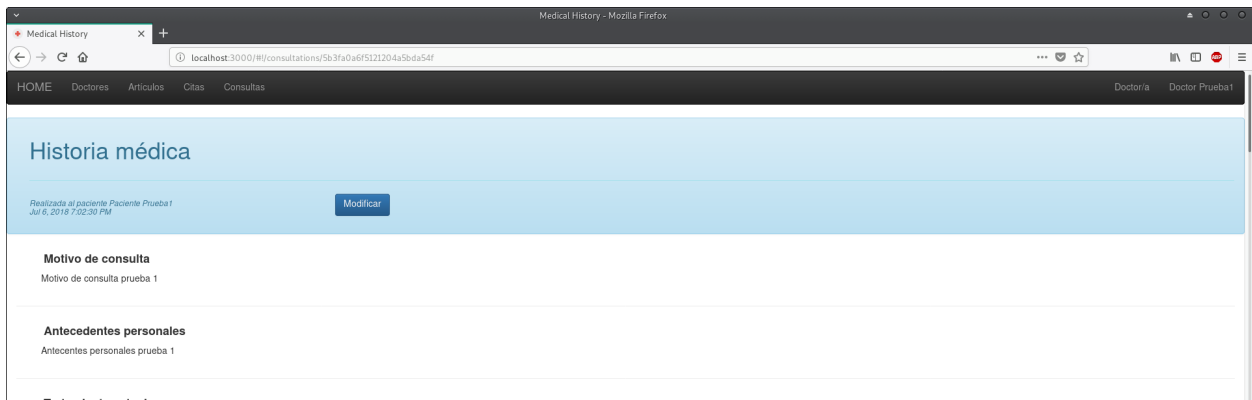 Medical History - Mozilla Firefox
Medical History
localhost:3000/#!/consultations/5b3fa0a6f5121204a5bda54f
ABP
HOME Doctores Artículos Citas Consultas Doctor/a Doctor Prueba1
Historia médica
Realizada al paciente Paciente Prueba1
Jul 6, 2018 7:02:30 PM
Modificar
Motivo de consulta
Motivo de consulta prueba 1
Antecedentes personales
Antecentes personales prueba 1